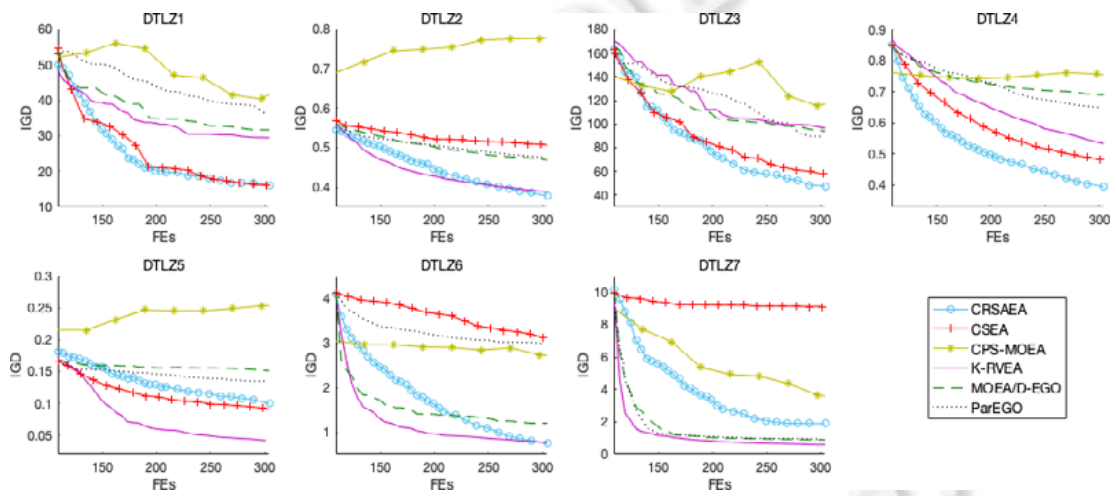 DTLZ1 DTLZ2 DTLZ3 DTLZ4
60 50 40 30 20 10
IGD
150 200 250 300
FEs
0.8 0.7 0.6 0.5 0.4
IGD
150 200 250 300
FEs
180 160 140 120 100 80 60 40
IGD
150 200 250 300
FEs
0.9 0.8 0.7 0.6 0.5 0.4
IGD
150 200 250 300
FEs
DTLZ5 DTLZ6 DTLZ7
0.3 0.25 0.2 0.15 0.1 0.05
IGD
150 200 250 300
FEs
4 3 2 1
IGD
150 200 250 300
FEs
10 8 6 4 2 0
IGD
150 200 250 300
FEs
CRSAEA
CSEA
CPS-MOEA
K-RVEA
MOEA/D-EGO
ParEGO